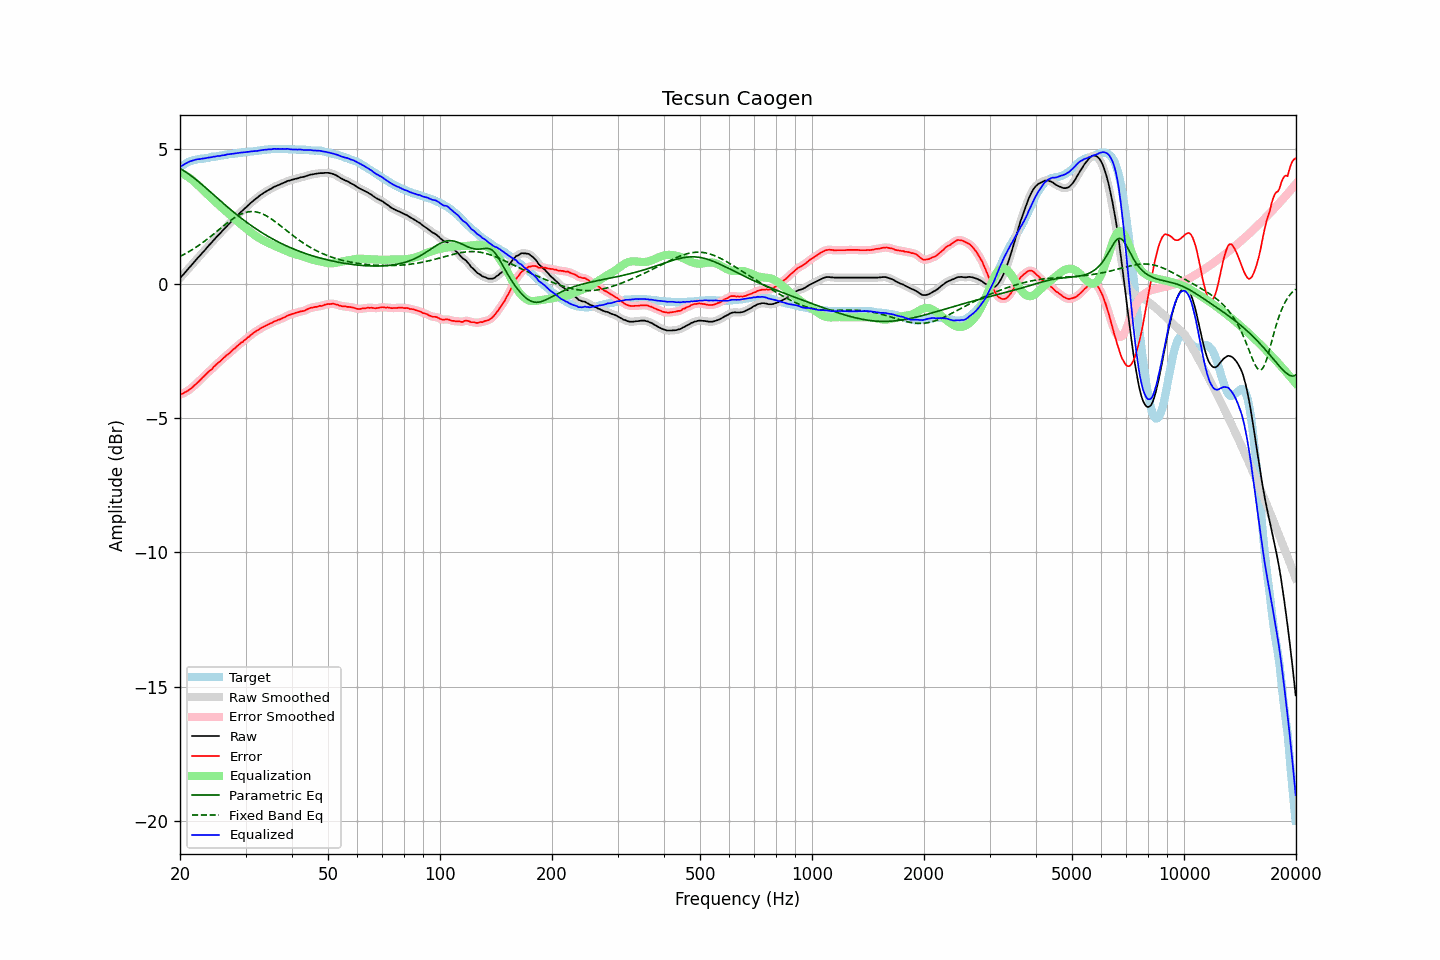 Tecsun Caogen
Amplitude (dBr)
5
0
−5
−10
−15
−20
Target
Raw Smoothed
Error Smoothed
Raw
Error
Equalization
Parametric Eq
Fixed Band Eq
Equalized
20 50 100 200 500 1000 2000 5000 10000 20000
Frequency (Hz)